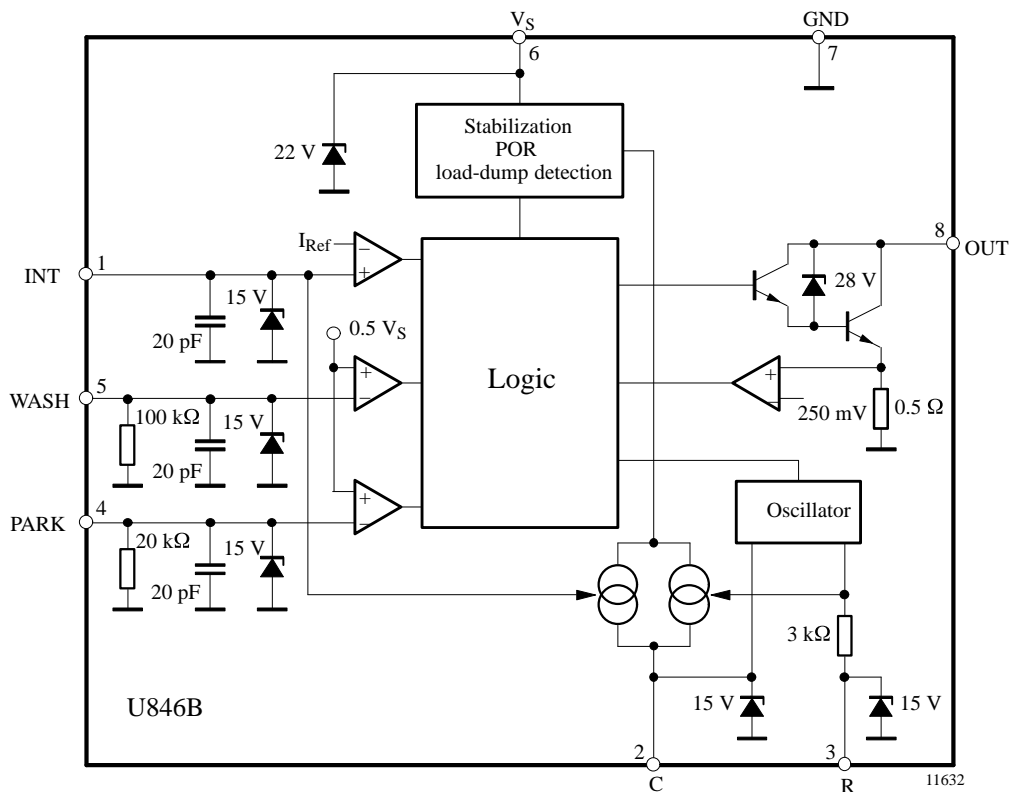 VS
GND
6
7
Stabilization
POR
load-dump detection
22 V
IRef
−
+
8
OUT
1
INT
15 V
20 pF
28 V
0.5 VS
+
−
Logic
+
−
250 mV
0.5 Ω
5
WASH
100 kΩ
15 V
20 pF
+
−
Oscillator
4
PARK
20 kΩ
15 V
20 pF
3 kΩ
15 V
15 V
U846B
2
3
C
R
11632